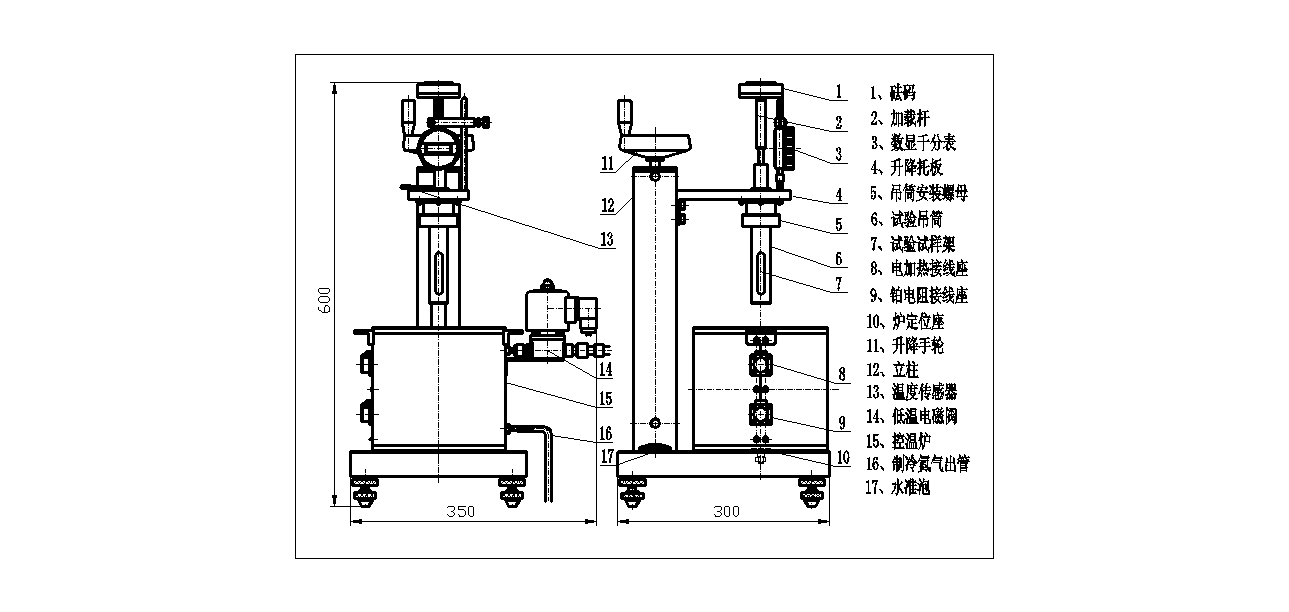 1、砝码
2、加载杆
3、数显千分表
4、升降托板
5、吊筒安装螺母
6、试验吊筒
7、试验试样架
8、电加热接线座
9、铂电阻接线座
10、炉定位座
11、升降手轮
12、立柱
13、温度传感器
14、低温电磁阀
15、控温炉
16、制冷氮气出管
17、水准泡
600
350
13
14
15
16
300
11
12
17
1
2
3
4
5
6
7
8
9
10